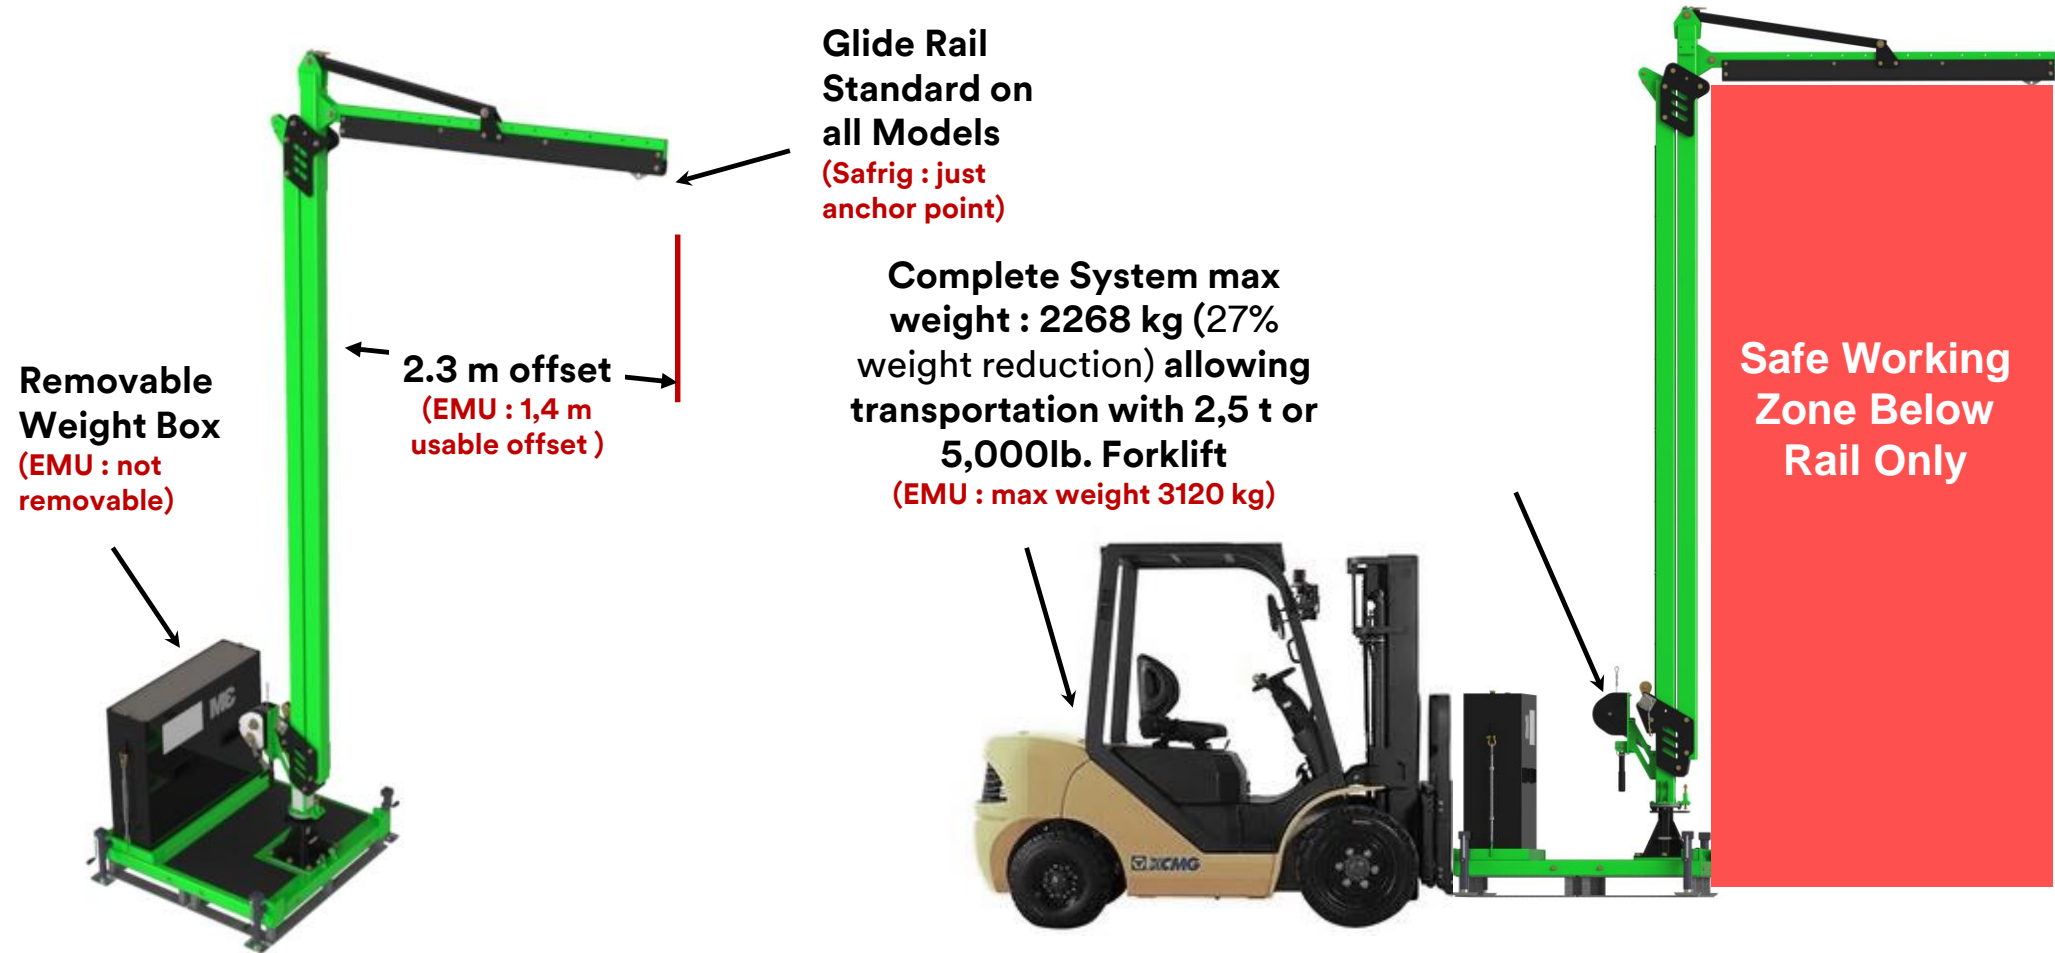 Glide Rail
Standard on
all Models
(Safrig : just
anchor point)
Complete System max
weight : 2268 kg (27%
weight reduction) allowing
transportation with 2,5 t or
5,000lb. Forklift
(EMU : max weight 3120 kg)
2.3 m offset
(EMU : 1,4 m
usable offset )
Removable
Weight Box
(EMU : not
removable)
Safe Working
Zone Below
Rail Only
XCMG